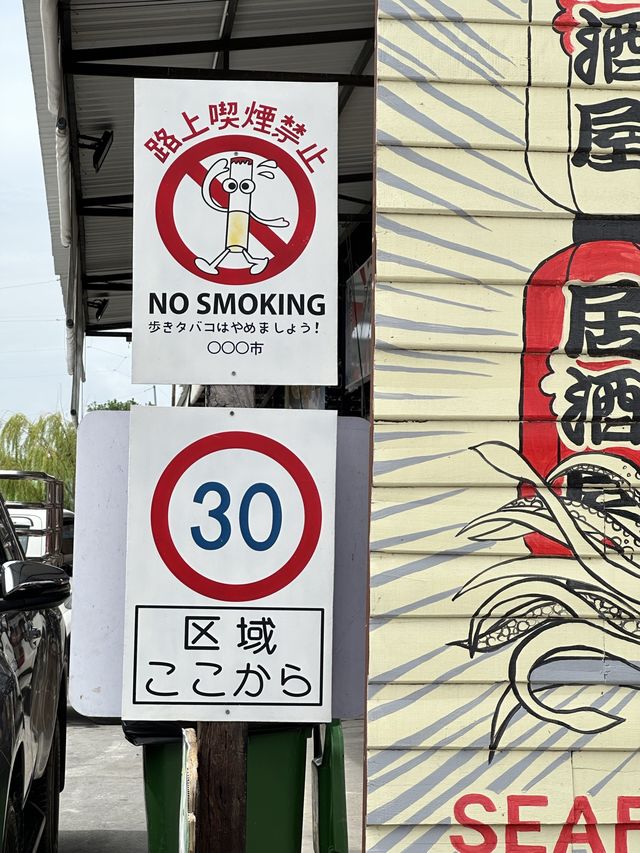 路上喫煙禁止
NO SMOKING
歩きタバコはやめましょう!
○○○市
30
区域
ここから
酒
屋
居
酒
SEAF